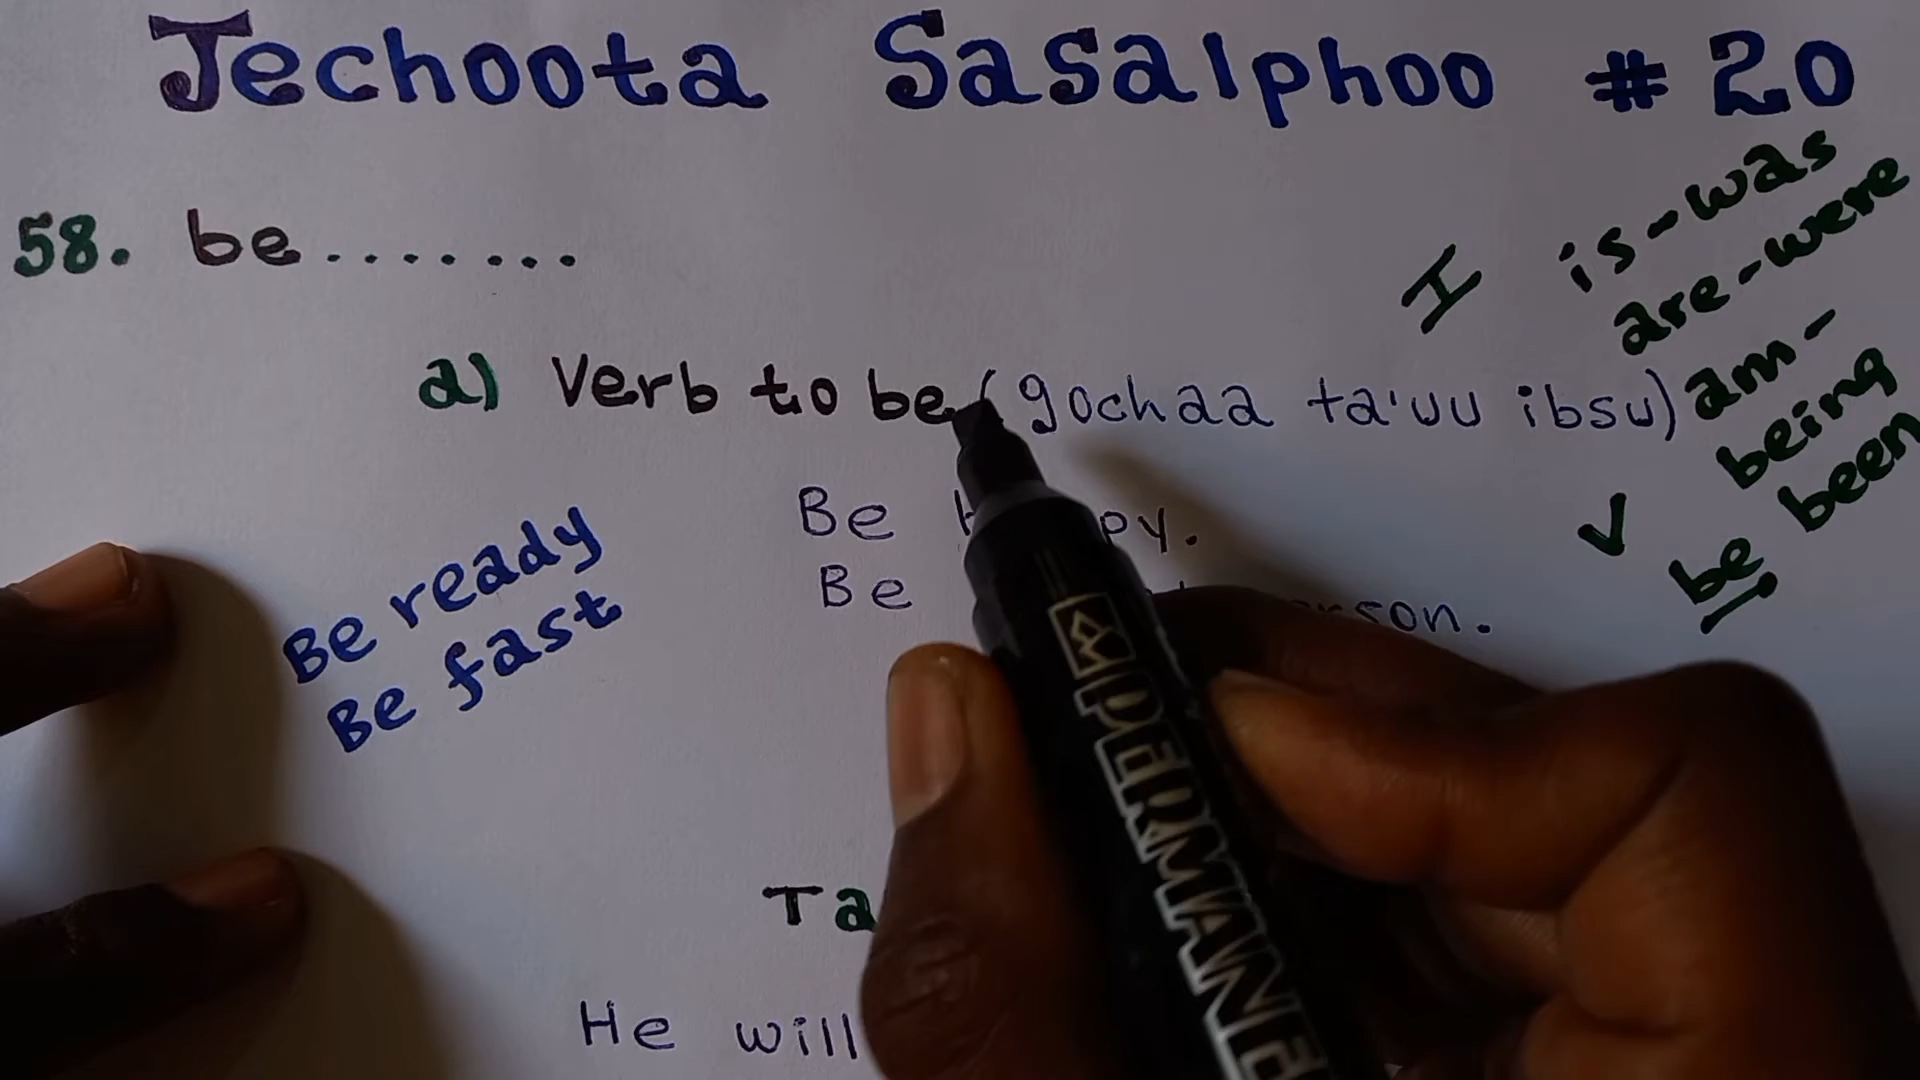 Jechoota Sasalphoo # 20
58. be........
a) Verb to be (gochaa ta'uu ibsu)
I
is-was
are-were
am-
being
been
✓ be
Be
Be
Be ready
Be fast
He will
PERMANE